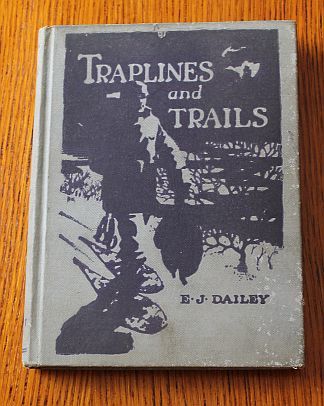 TRAPLINES
and
TRAILS
E. J. DAILEY